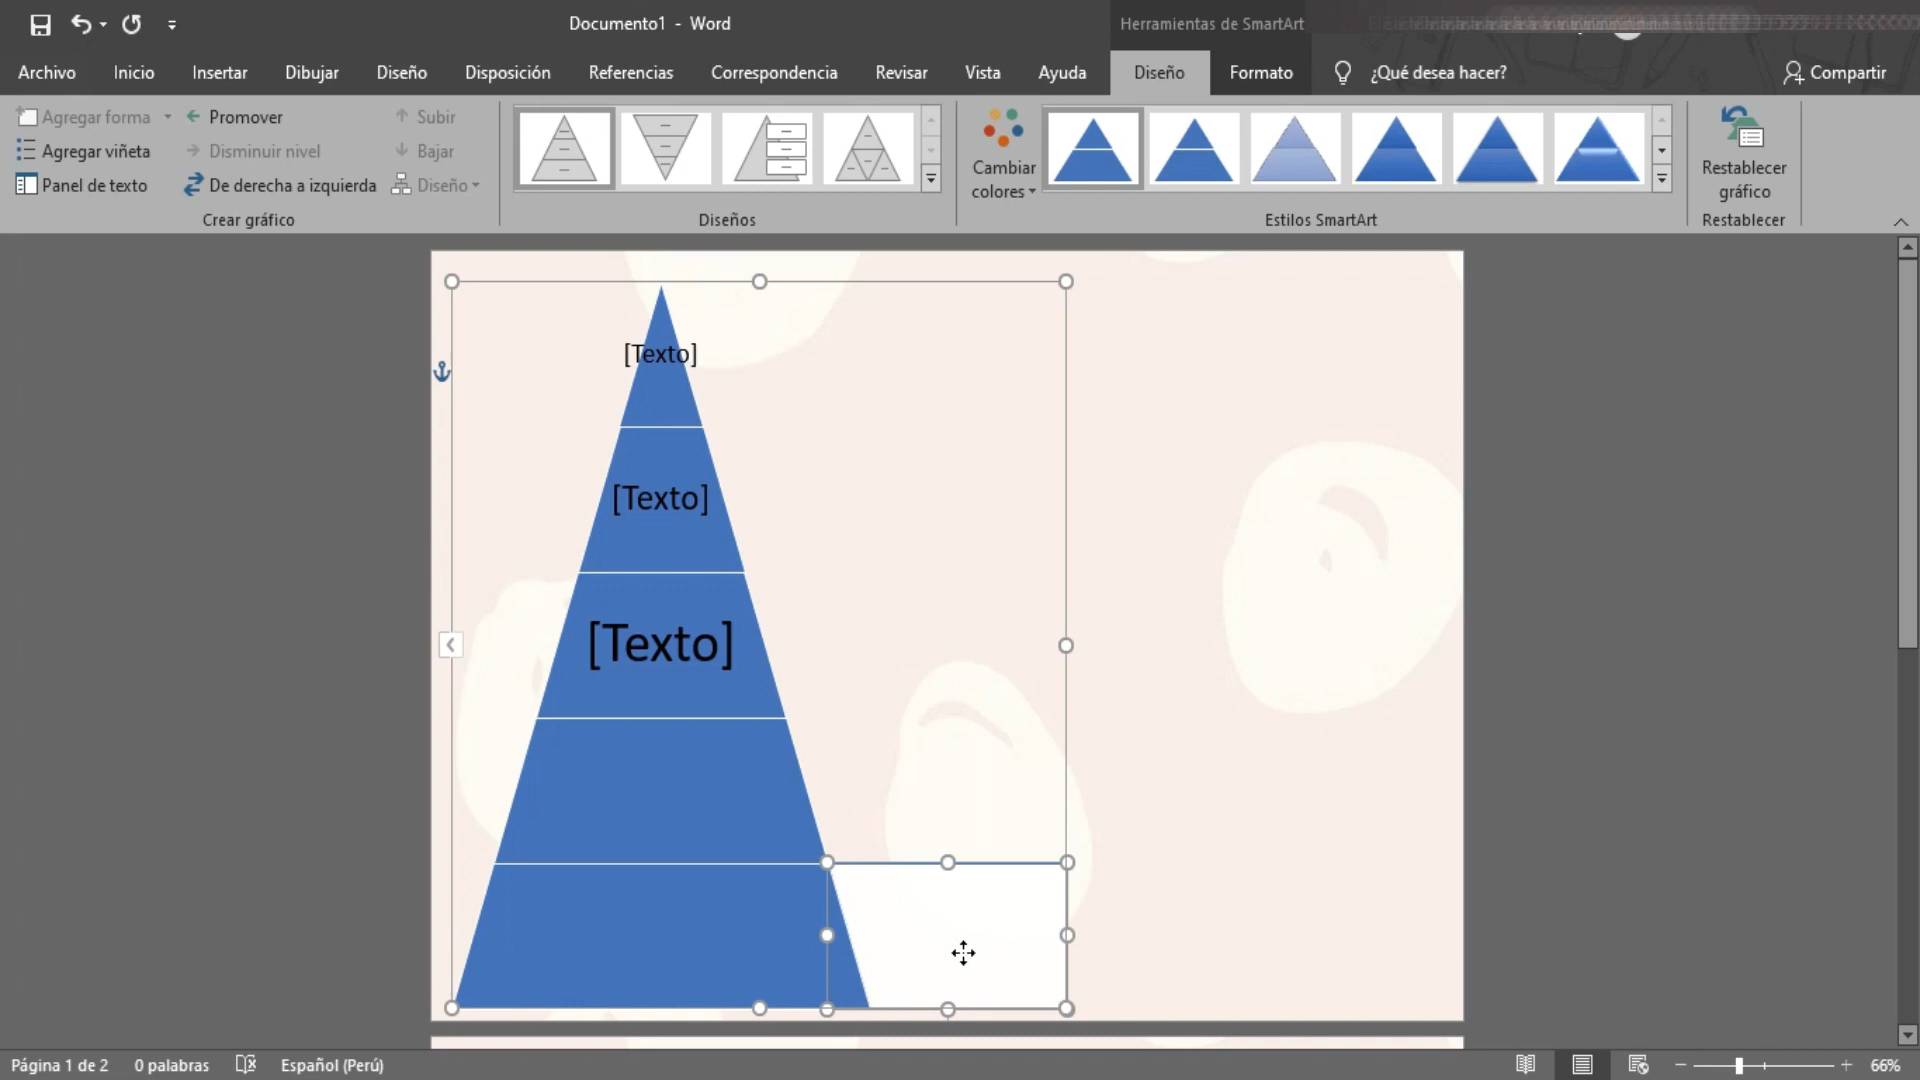 Documento1 - Word
Herramientas de SmartArt
Archivo
Inicio
Insertar
Dibujar
Diseño
Disposición
Referencias
Correspondencia
Revisar
Vista
Ayuda
Diseño
Formato
¿Qué desea hacer?
Compartir
Agregar forma
Promover
Subir
Agregar viñeta
Disminuir nivel
Bajar
Panel de texto
De derecha a izquierda
Diseño
Crear gráfico
Diseños
Cambiar
colores
Estilos SmartArt
Restablecer
gráfico
Restablecer
[Texto]
[Texto]
[Texto]
Página 1 de 2
0 palabras
Español (Perú)
66%